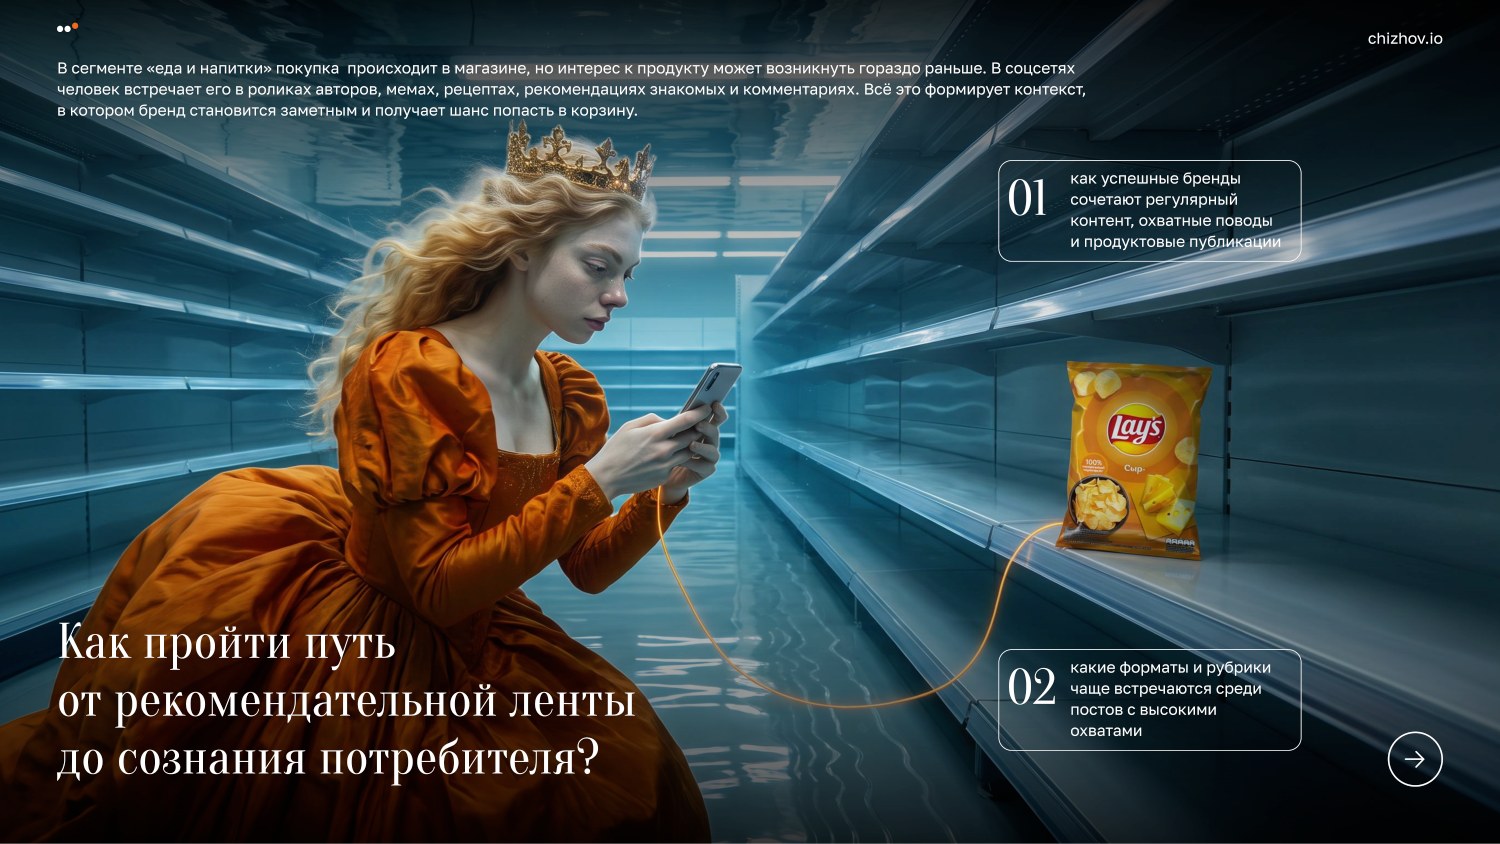 chizhov.io
В сегменте «еда и напитки» покупка происходит в магазине, но интерес к продукту может возникнуть гораздо раньше. В соцсетях
человек встречает его в роликах авторов, мемах, рецептах, рекомендациях знакомых и комментариях. Всё это формирует контекст,
в котором бренд становится заметным и получает шанс попасть в корзину.
01
как успешные бренды
сочетают регулярный
контент, охватные поводы
и продуктовые публикации
Lay's
Сыр
100%
Как пройти путь
от рекомендательной ленты
до сознания потребителя?
02
какие форматы и рубрики
чаще встречаются среди
постов с высокими
охватами